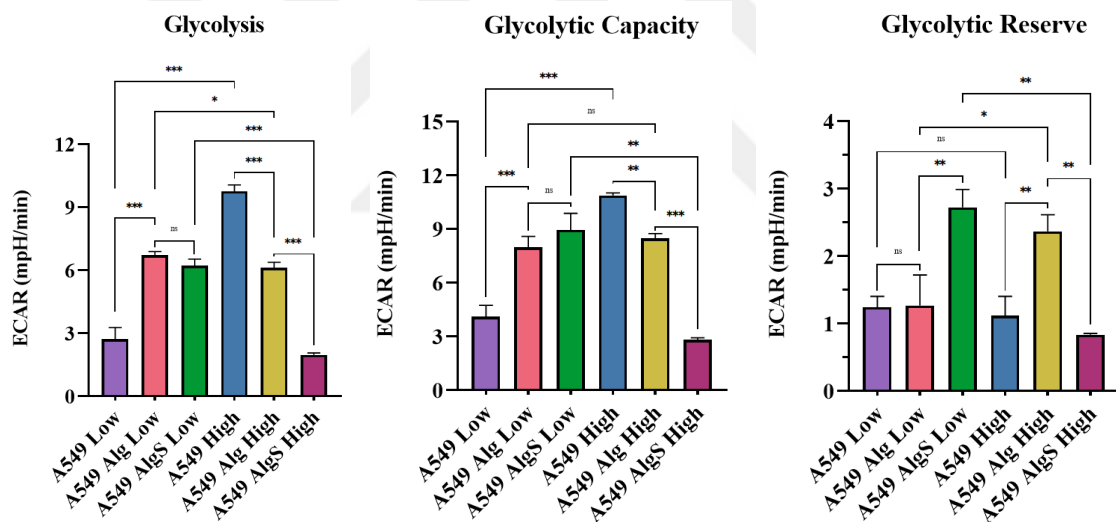 Glycolysis
***
*
***
***
***
ns
***
12
9
6
3
0
ECAR (mpH/min)
A549 Low
A549 Alg Low
A549 AlgS Low
A549 High
A549 Alg High
A549 AlgS High
Glycolytic Capacity
***
ns
**
**
***
ns
***
15
12
9
6
3
0
ECAR (mpH/min)
A549 Low
A549 Alg Low
A549 AlgS Low
A549 High
A549 Alg High
A549 AlgS High
Glycolytic Reserve
**
*
ns
**
**
**
ns
4
3
2
1
0
ECAR (mpH/min)
A549 Low
A549 Alg Low
A549 AlgS Low
A549 High
A549 Alg High
A549 AlgS High